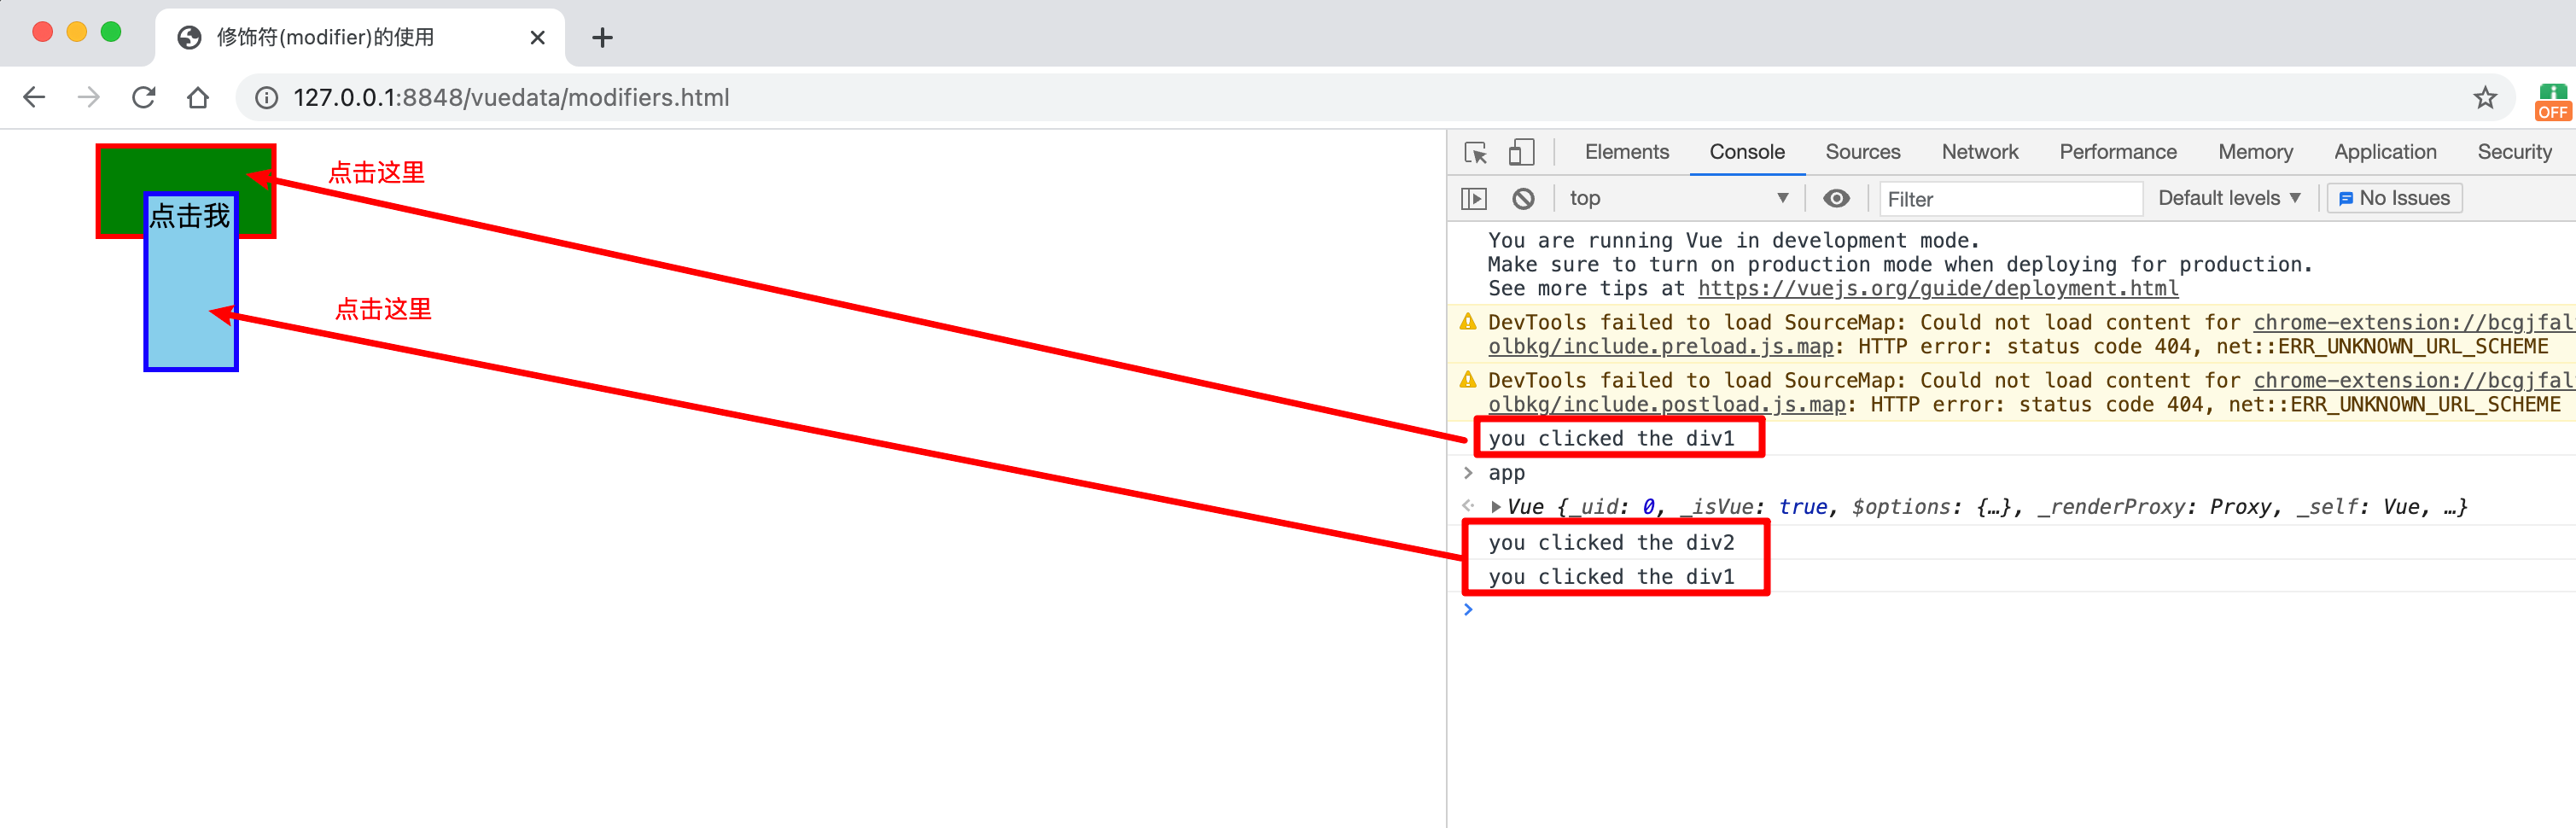 修饰符(modifier)的使用
127.0.0.1:8848/vuedata/modifiers.html
OFF
点击这里
点击我
点击这里
Elements Console Sources Network Performance Memory Application Security
top Filter Default levels No Issues
You are running Vue in development mode.
Make sure to turn on production mode when deploying for production.
See more tips at https://vuejs.org/guide/deployment.html
DevTools failed to load SourceMap: Could not load content for chrome-extension://bcgjfal
olbkg/include.preload.js.map: HTTP error: status code 404, net::ERR_UNKNOWN_URL_SCHEME
DevTools failed to load SourceMap: Could not load content for chrome-extension://bcgjfal
olbkg/include.postload.js.map: HTTP error: status code 404, net::ERR_UNKNOWN_URL_SCHEME
you clicked the div1
> app
Vue {_uid: 0, _isVue: true, $options: {…}, _renderProxy: Proxy, _self: Vue, …}
you clicked the div2
you clicked the div1
>